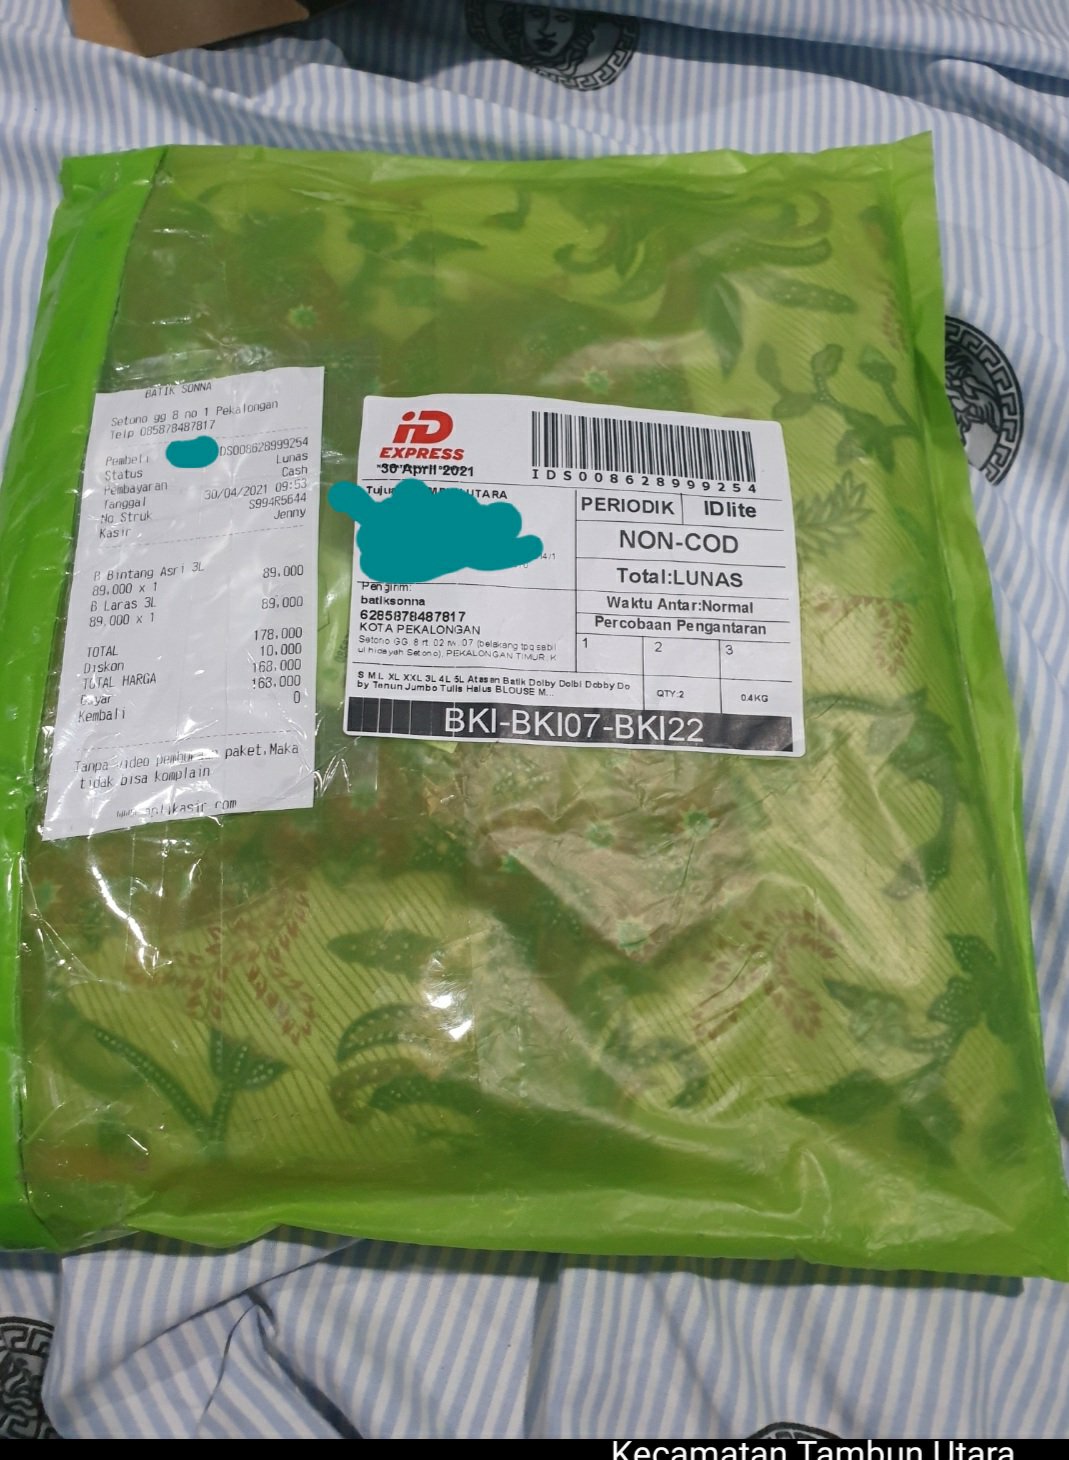 BATIK SONNA
Setono gg 8 no 1 Pekalongan
Telp 085878487817
Pembeli IDS008628999254
Status Lunas
Pembayaran Cash
Tanggal 30/04/2021 09:53
No Struk S994R5644
Kasir Jenny
B Bintang Asri 3L
89,000 x 1 89,000
B Laras 3L
89,000 x 1 89,000
TOTAL 178,000
Diskon 10,000
TOTAL HARGA 168,000
Bayar 168,000
Kembali 0
Tanpa video pembukaan paket,Maka
tidak bisa komplain
www.aplikasir.com
iD
EXPRESS
30 April 2021
IDS008628999254
UTARA
PERIODIK IDlite
NON-COD
Total:LUNAS
Waktu Antar:Normal
Percobaan Pengantaran
1 2 3
Pengirim:
batiksonna
6285878487817
KOTA PEKALONGAN
Setono GG 8 rt 02 rw 07 (belakang tpq sabil
ul hidayah Setono), PEKALONGAN TIMUR, K
S M L XL XXL 3L 4L 5L Atasan Batik Dolby Dolbi Dobby Do
by Tenun Jumbo Tulis Halus BLOUSE M...
QTY:2
0.4KG
BKI-BKI07-BKI22
Kecamatan Tambun Utara